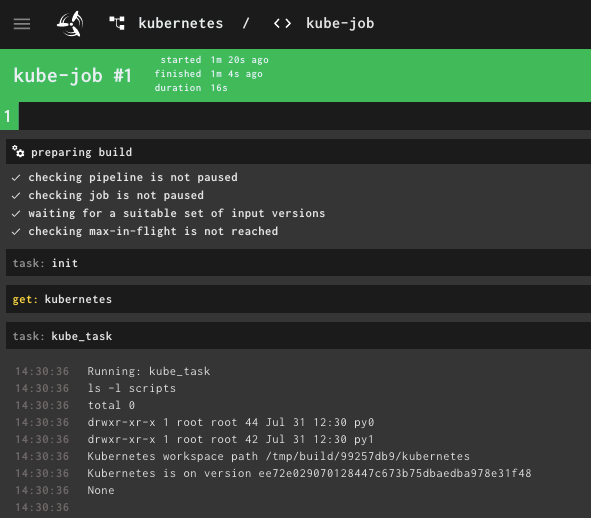 kubernetes / <> kube-job
kube-job #1
started 1m 20s ago
finished 1m 4s ago
duration 16s
1
preparing build
✓ checking pipeline is not paused
✓ checking job is not paused
✓ waiting for a suitable set of input versions
✓ checking max-in-flight is not reached
task: init
get: kubernetes
task: kube_task
14:30:36 Running: kube_task
14:30:36 ls -l scripts
14:30:36 total 0
14:30:36 drwxr-xr-x 1 root root 44 Jul 31 12:30 py0
14:30:36 drwxr-xr-x 1 root root 42 Jul 31 12:30 py1
14:30:36 Kubernetes workspace path /tmp/build/99257db9/kubernetes
14:30:36 Kubernetes is on version ee72e029070128447c673b75dbaedba978e31f48
14:30:36 None
14:30:36